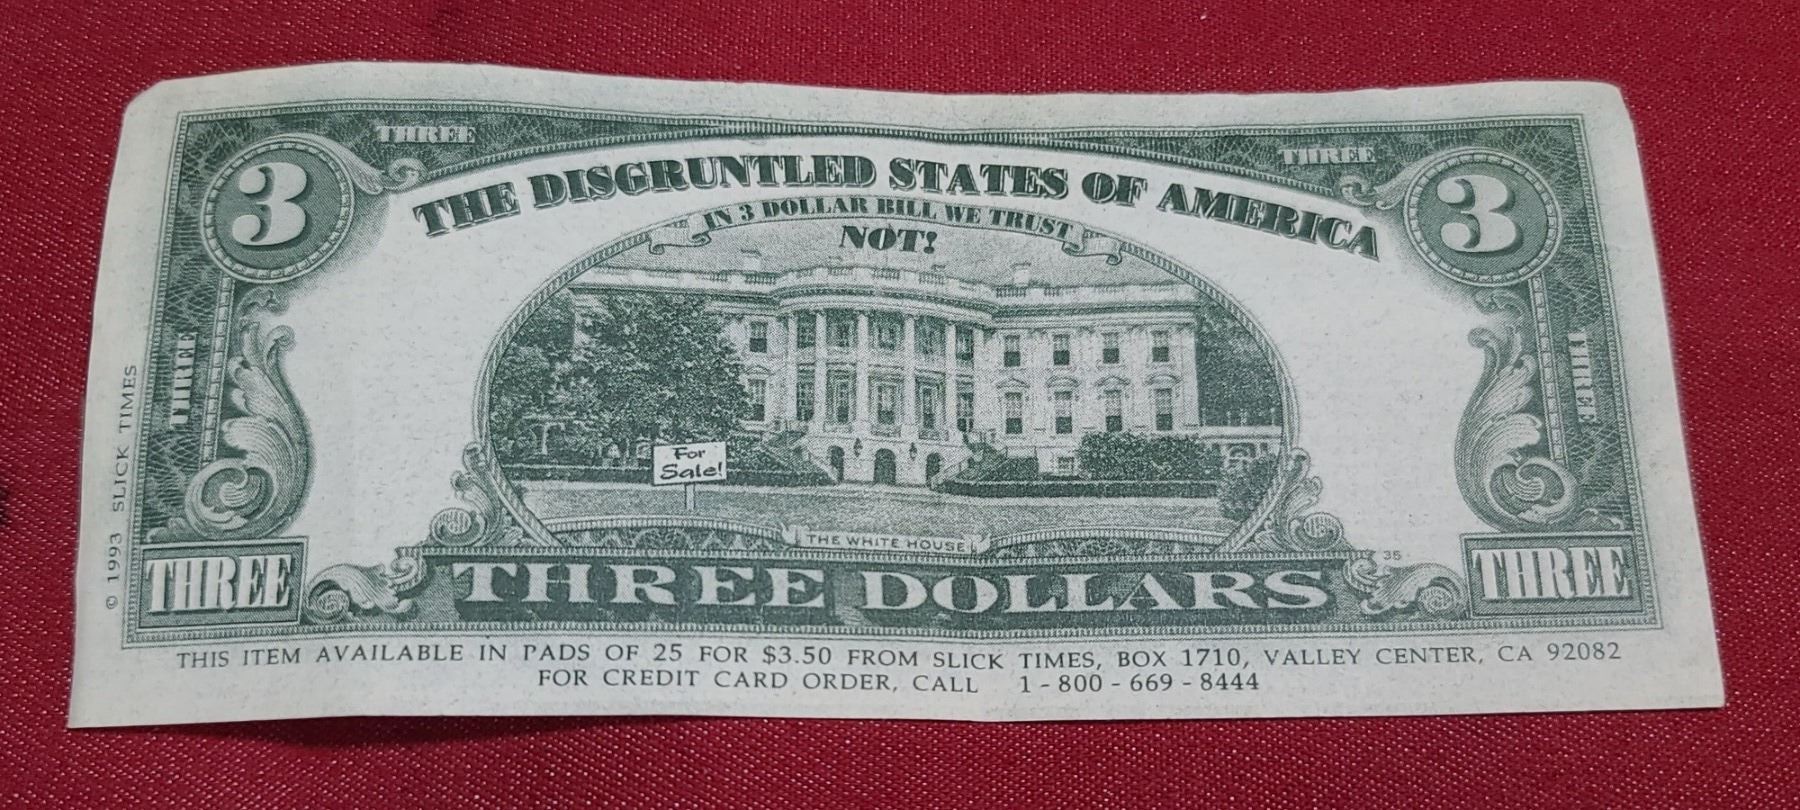 THREE
THREE
3
3
THE DISGRUNTLED STATES OF AMERICA
IN 3 DOLLAR BILL WE TRUST
NOT!
THREE
THREE
© 1993 SLICK TIMES
For
Sale!
THE WHITE HOUSE
35
THREE
THREE DOLLARS
THREE
THIS ITEM AVAILABLE IN PADS OF 25 FOR $3.50 FROM SLICK TIMES, BOX 1710, VALLEY CENTER, CA 92082
FOR CREDIT CARD ORDER, CALL 1-800-669-8444